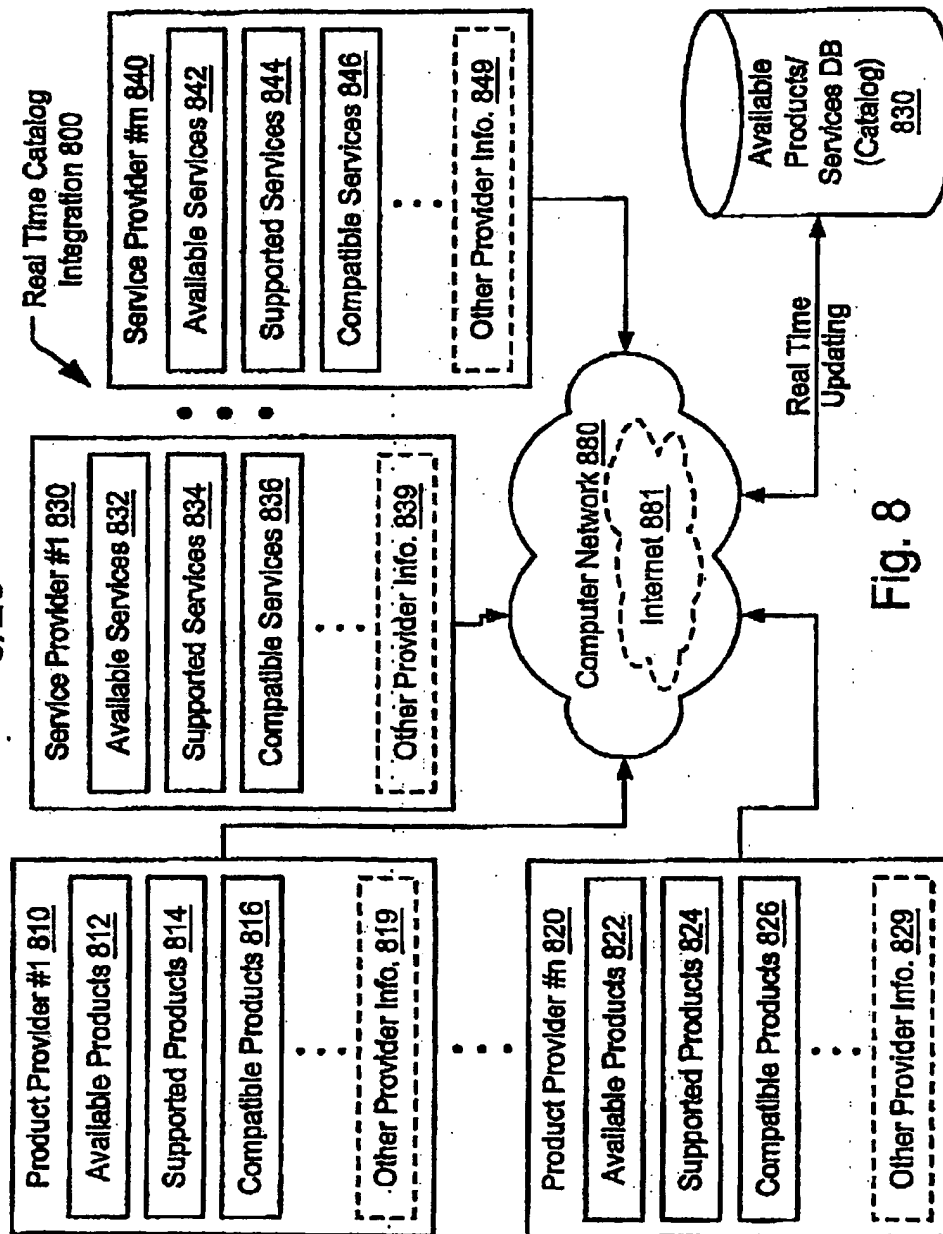 Real Time Catalog
Integration 800
Product Provider #1 810
Available Products 812
Supported Products 814
Compatible Products 816
Other Provider Info. 819
Product Provider #n 820
Available Products 822
Supported Products 824
Compatible Products 826
Other Provider Info. 829
Service Provider #1 830
Available Services 832
Supported Services 834
Compatible Services 836
Other Provider Info. 839
Service Provider #n 840
Available Services 842
Supported Services 844
Compatible Services 846
Other Provider Info. 849
Computer Network 880
Internet 881
Real Time
Updating
Available
Products/
Services DB
(Catalog)
830
Fig. 8